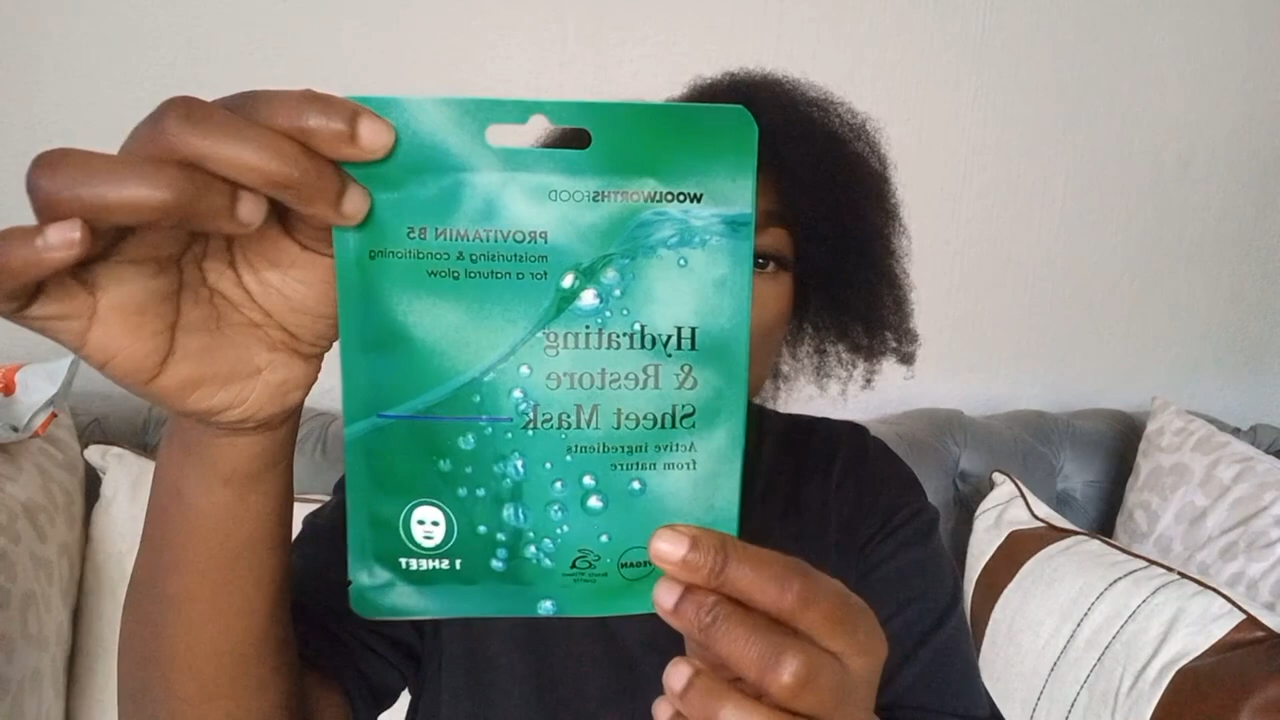 WOOLWORTHSFOOD
PROVITAMIN B5
moisturising & conditioning
for a natural glow
Hydrating
& Restore
Sheet Mask
Active ingredients
from nature
1 SHEET
VEGAN